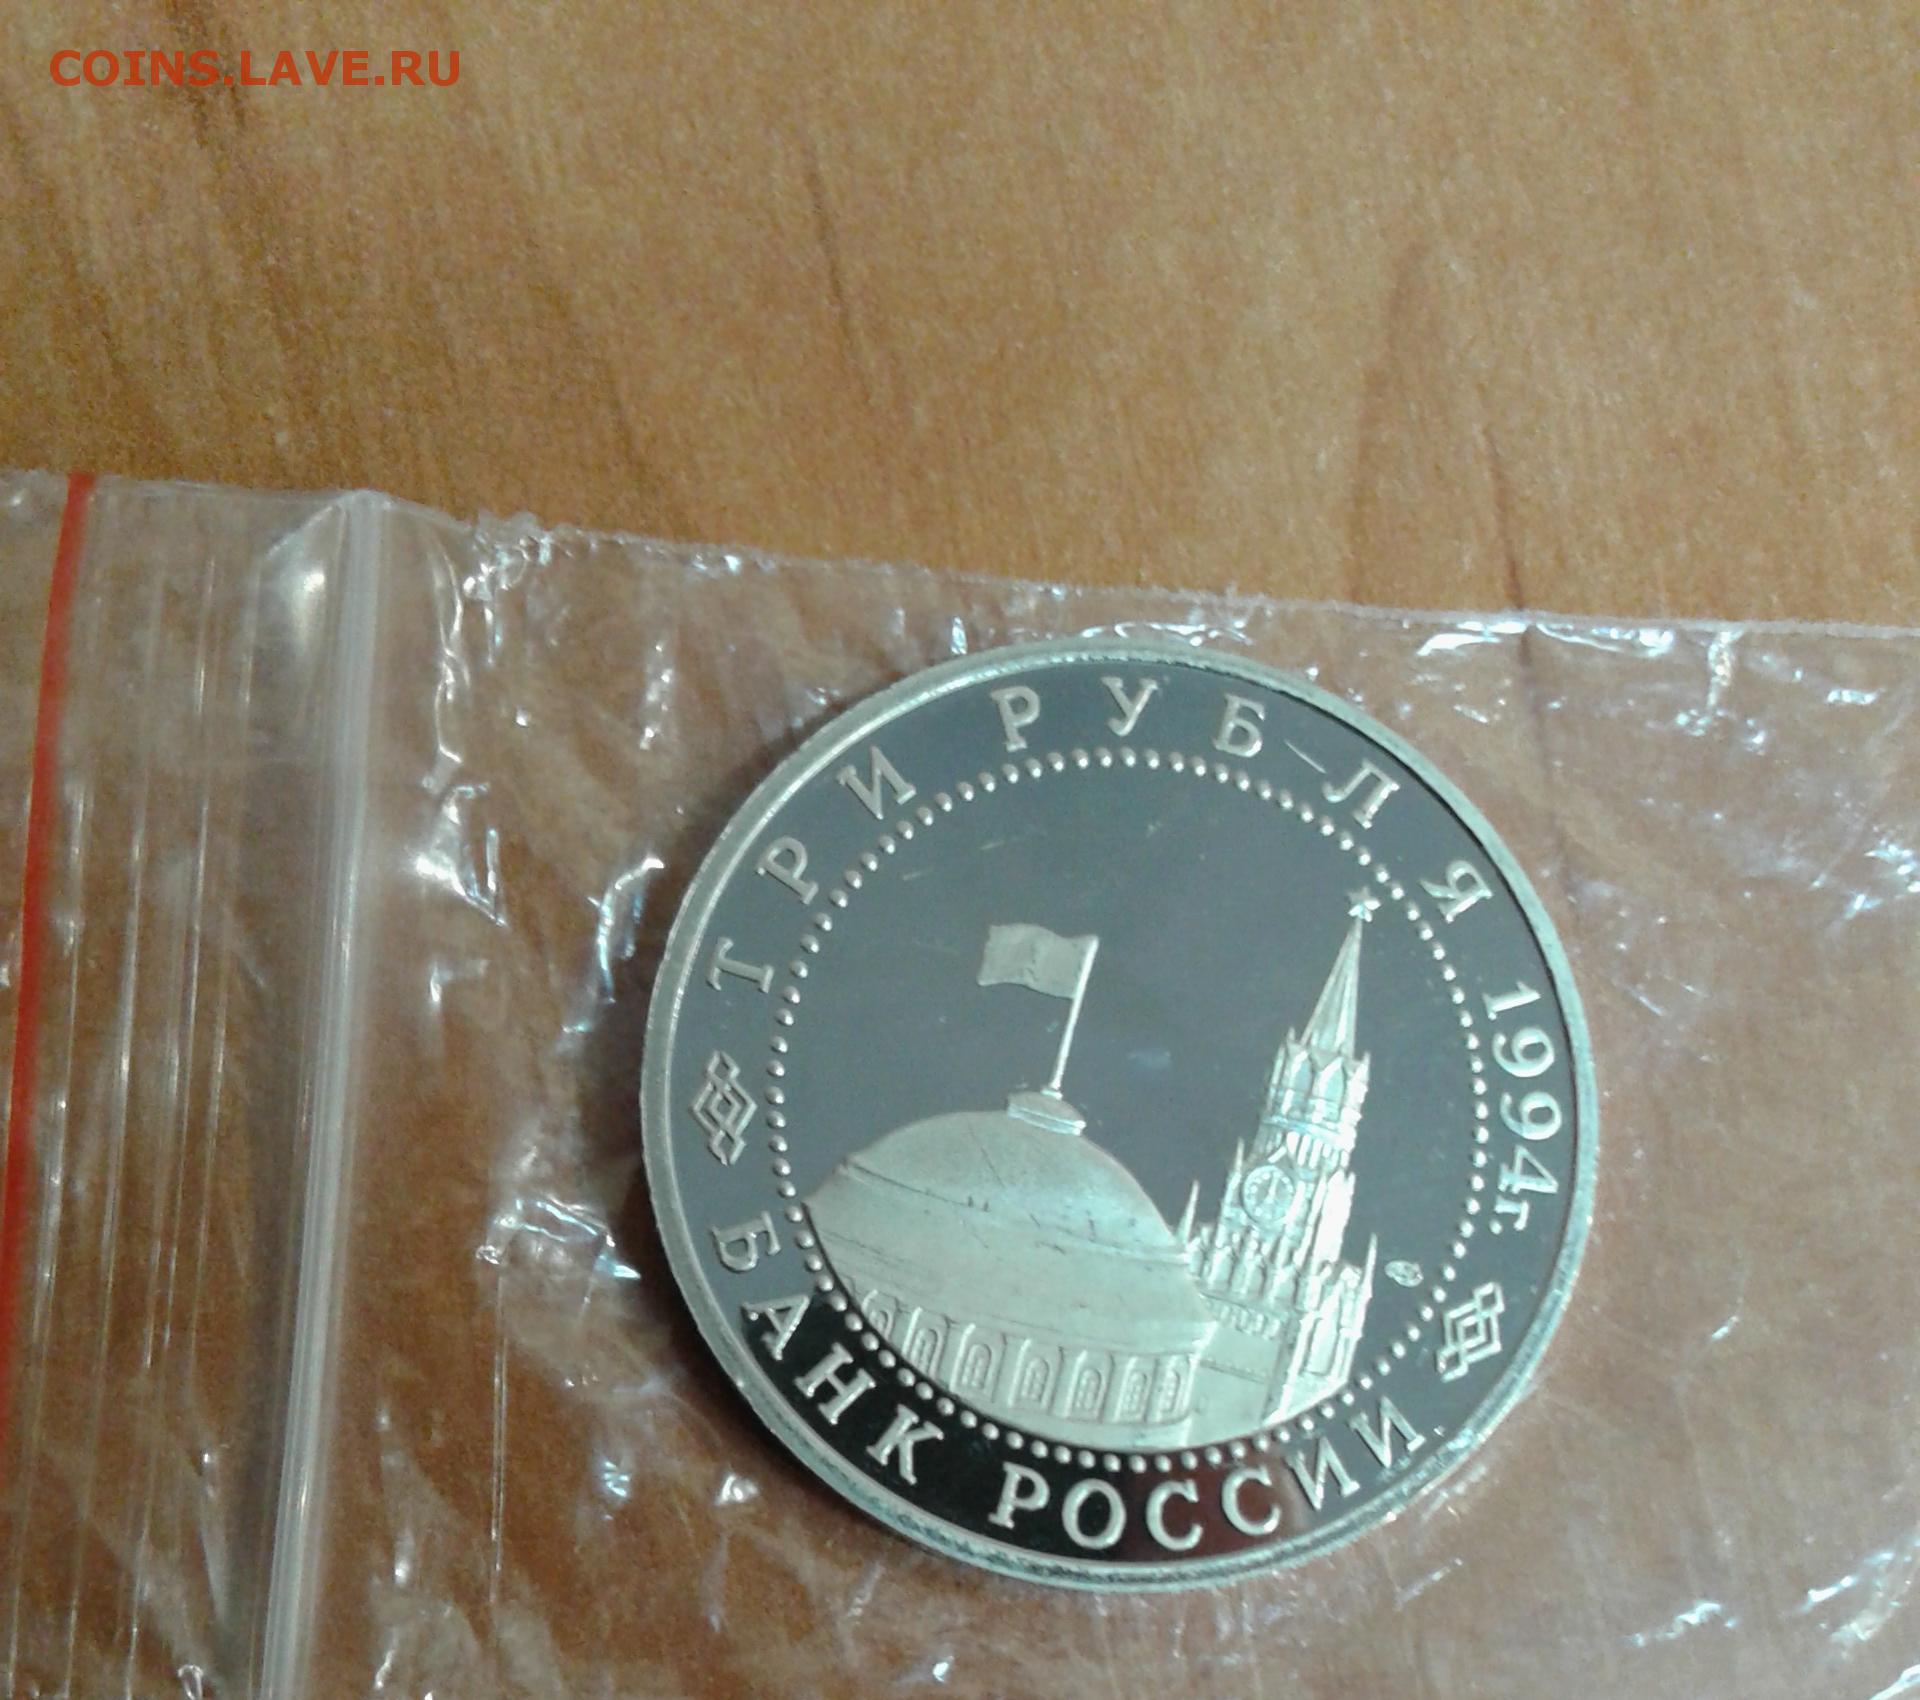 COINS.LAVE.RU
ТРИ РУБЛЯ 1994г.
БАНК РОССИИ